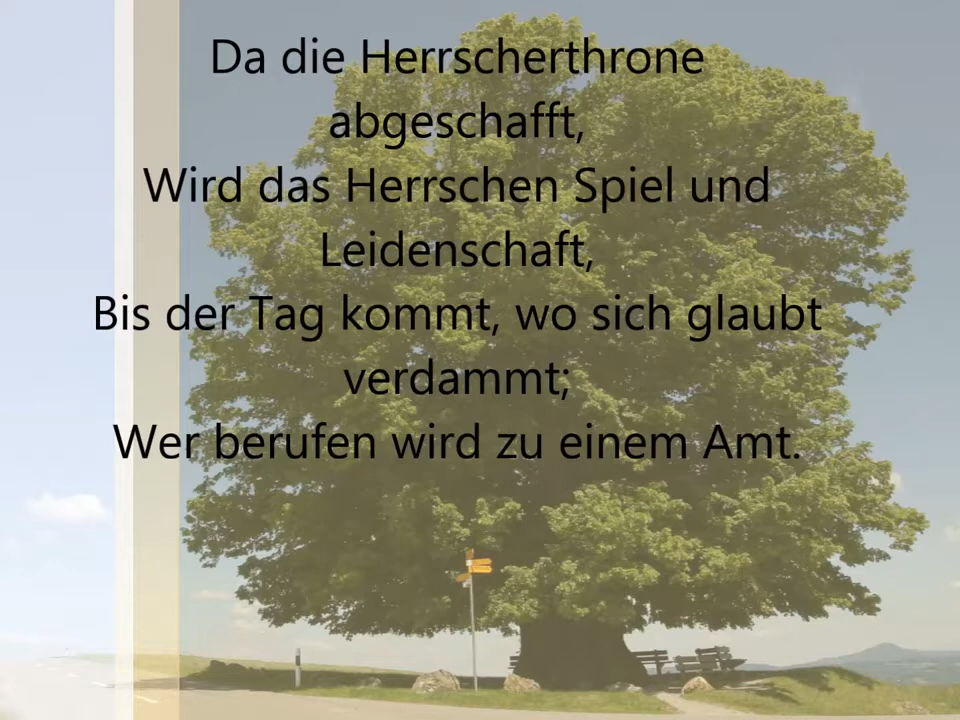 Da die Herrscherthrone
abgeschafft,
Wird das Herrschen Spiel und
Leidenschaft,
Bis der Tag kommt, wo sich glaubt
verdammt;
Wer berufen wird zu einem Amt.